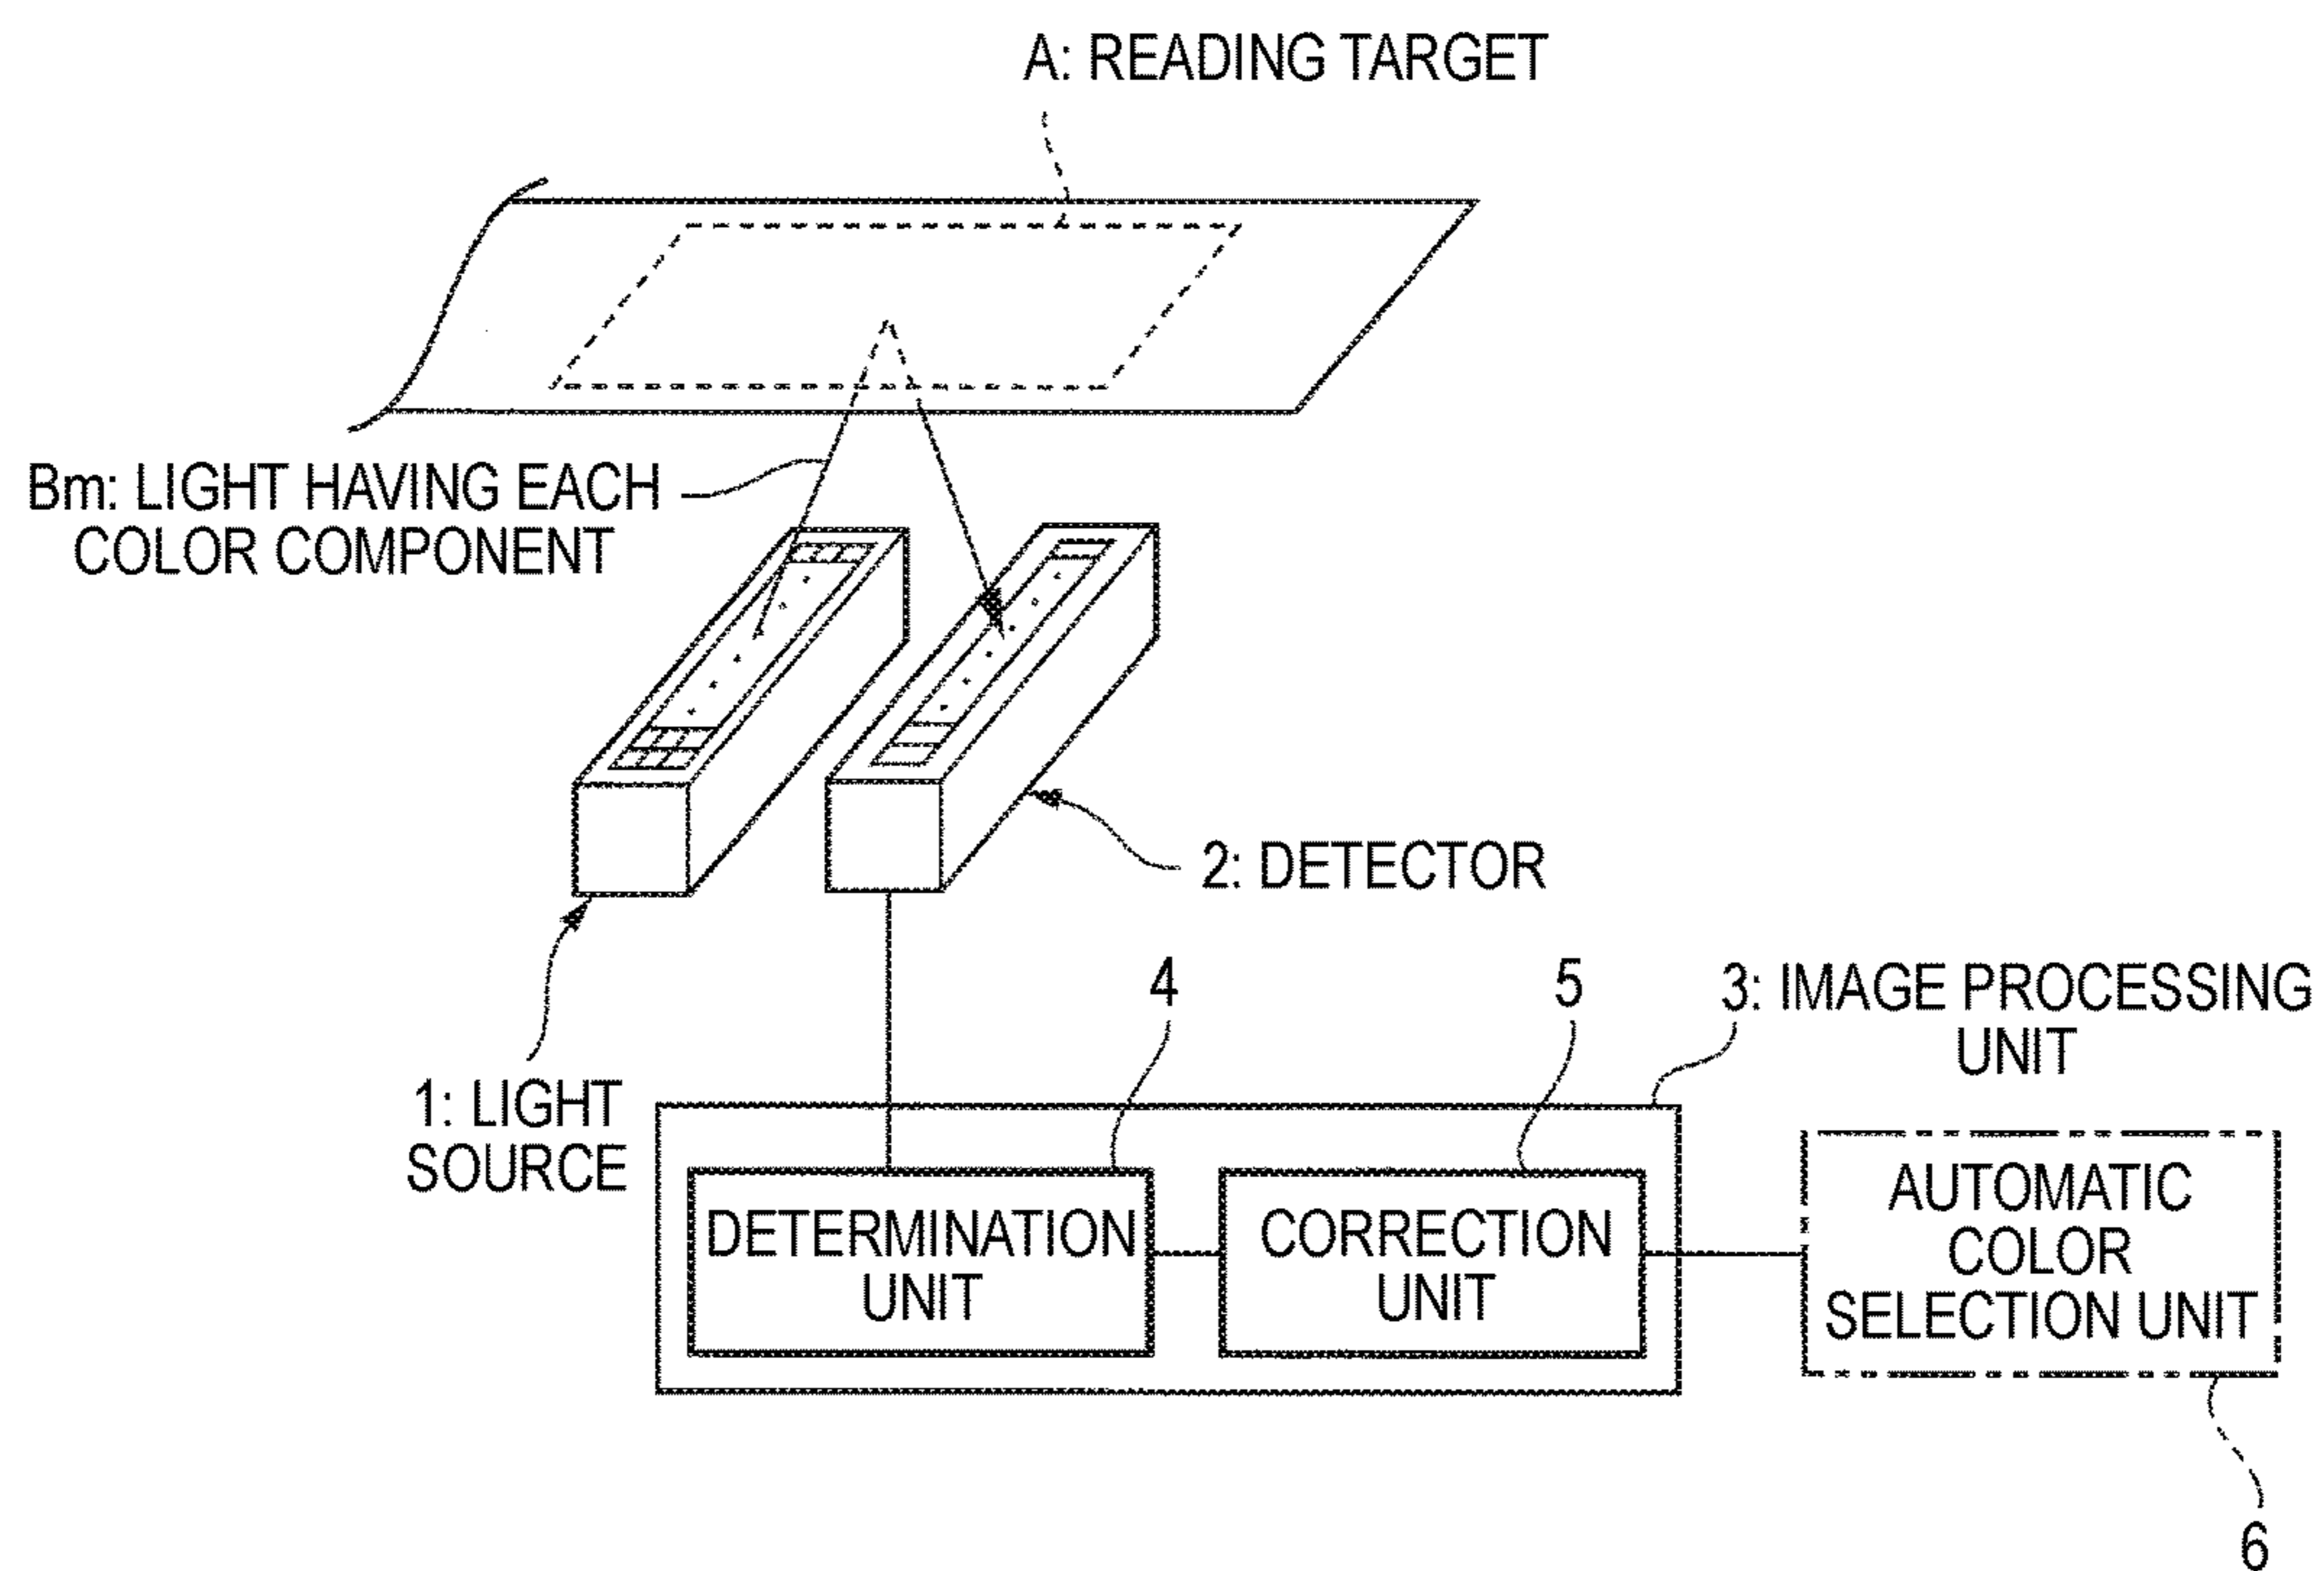 A: READING TARGET
Bm: LIGHT HAVING EACH
COLOR COMPONENT
2: DETECTOR
1: LIGHT
SOURCE
4
5
3: IMAGE PROCESSING
UNIT
DETERMINATION
UNIT
CORRECTION
UNIT
AUTOMATIC
COLOR
SELECTION UNIT
6